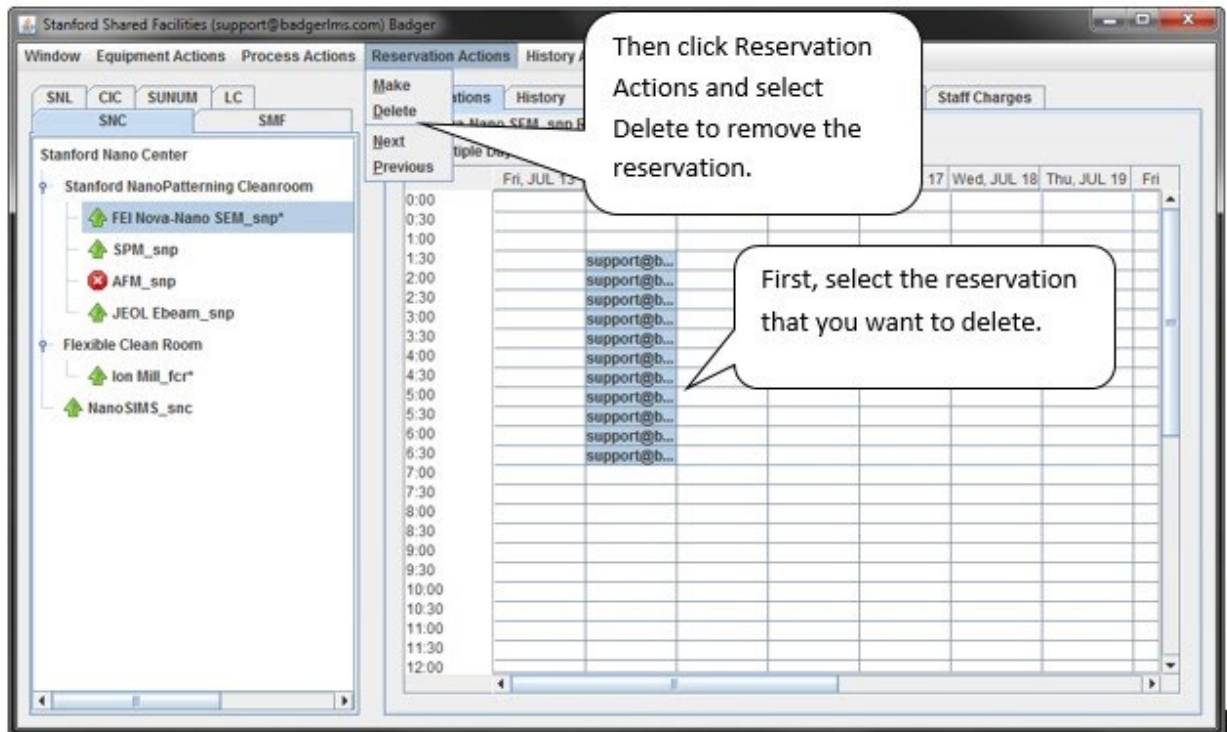 Stanford Shared Facilities (support@badgerlms.com) Badger
Window Equipment Actions Process Actions Reservation Actions History
Then click Reservation
Actions and select
Delete to remove the
reservation.
Make
Delete
Next
Previous
SNL CIC SUNUM LC
SNC SMF
History Staff Charges
Stanford Nano Center
Stanford NanoPatterning Cleanroom
FEI Nova-Nano SEM_snp*
SPM_snp
AFM_snp
JEOL Ebeam_snp
Flexible Clean Room
Ion Mill_fcr*
NanoSIMS_snc
Fri, JUL 13 17 Wed, JUL 18 Thu, JUL 19 Fri
0:00
0:30
1:00
1:30 support@b...
2:00 support@b...
2:30 support@b...
3:00 support@b...
3:30 support@b...
4:00 support@b...
4:30 support@b...
5:00 support@b...
5:30 support@b...
6:00 support@b...
6:30 support@b...
7:00
7:30
8:00
8:30
9:00
9:30
10:00
10:30
11:00
11:30
12:00
First, select the reservation
that you want to delete.